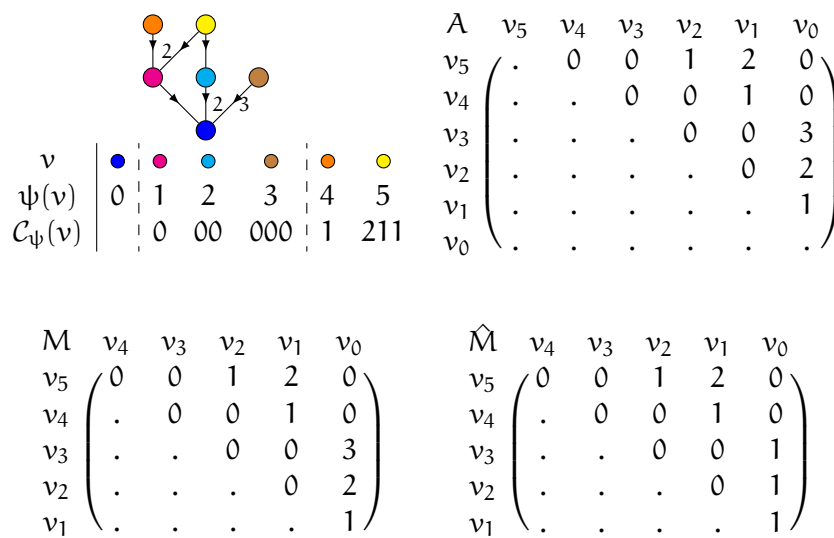 2
2 3
v
ψ(v) 0 1 2 3 4 5
C_ψ(v) 0 00 000 1 211
A v₅ v₄ v₃ v₂ v₁ v₀
v₅ . 0 0 1 2 0
v₄ . . 0 0 1 0
v₃ . . . 0 0 3
v₂ . . . . 0 2
v₁ . . . . . 1
v₀ . . . . . .
M v₄ v₃ v₂ v₁ v₀
v₅ 0 0 1 2 0
v₄ . 0 0 1 0
v₃ . . 0 0 3
v₂ . . . 0 2
v₁ . . . . 1
M̂ v₄ v₃ v₂ v₁ v₀
v₅ 0 0 1 2 0
v₄ . 0 0 1 0
v₃ . . 0 0 1
v₂ . . . 0 1
v₁ . . . . 1